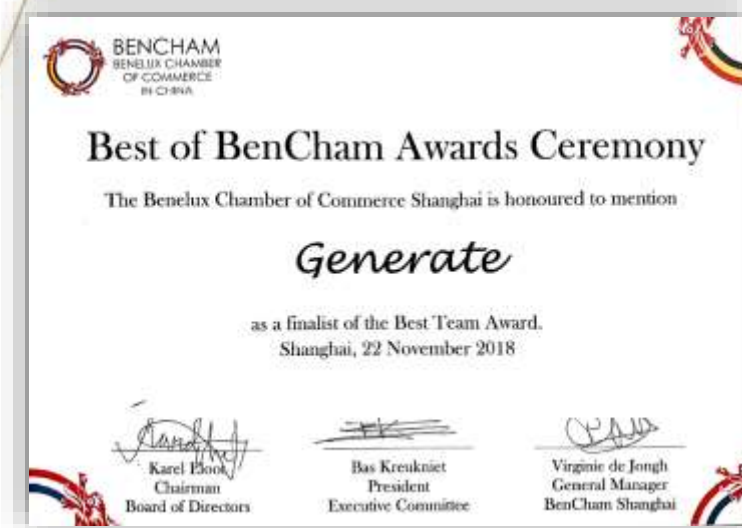 BENCHAM
BENELUX CHAMBER
OF COMMERCE
IN CHINA
Best of BenCham Awards Ceremony
The Benelux Chamber of Commerce Shanghai is honoured to mention
Generate
as a finalist of the Best Team Award.
Shanghai, 22 November 2018
Karel
Chairman
Board of Directors
Bas Kreukniet
President
Executive Committee
Virginie de Jongh
General Manager
BenCham Shanghai